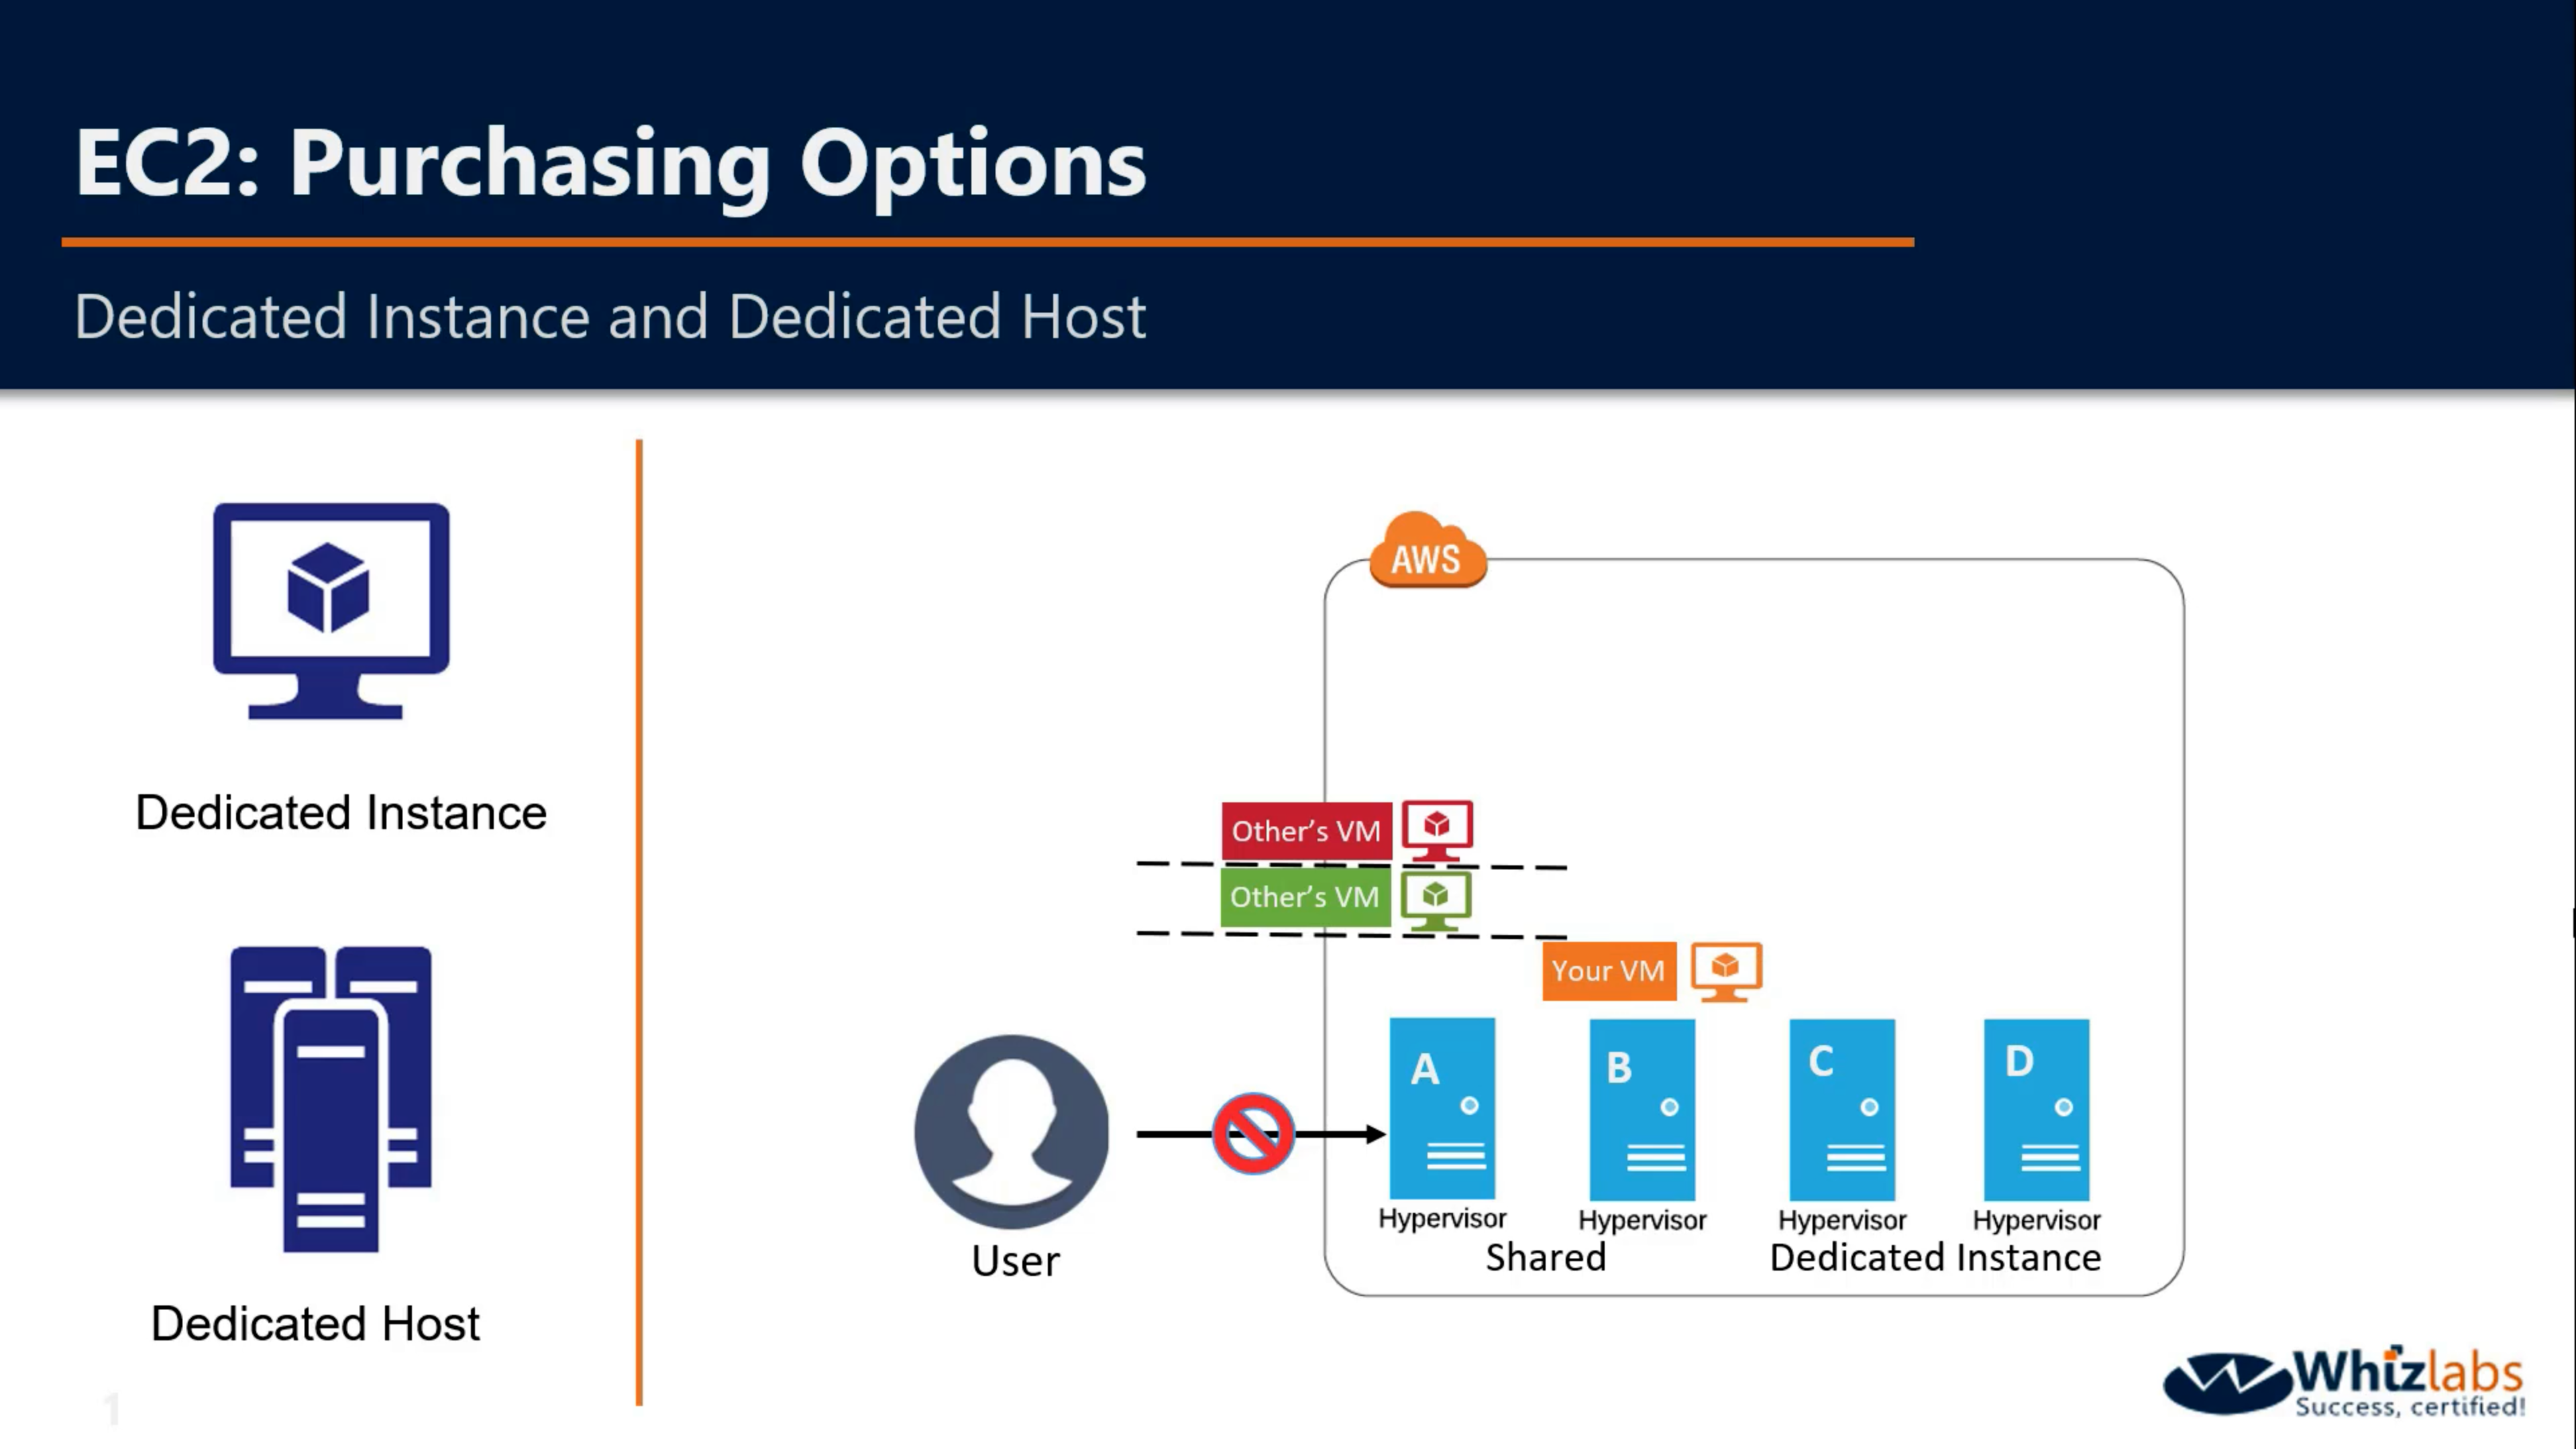 EC2: Purchasing Options
Dedicated Instance and Dedicated Host
Dedicated Instance
Dedicated Host
1
AWS
Other’s VM
Other’s VM
Your VM
A
B
C
D
Hypervisor
Hypervisor
Hypervisor
Hypervisor
Shared
Dedicated Instance
User
Whizlabs
Success, certified!